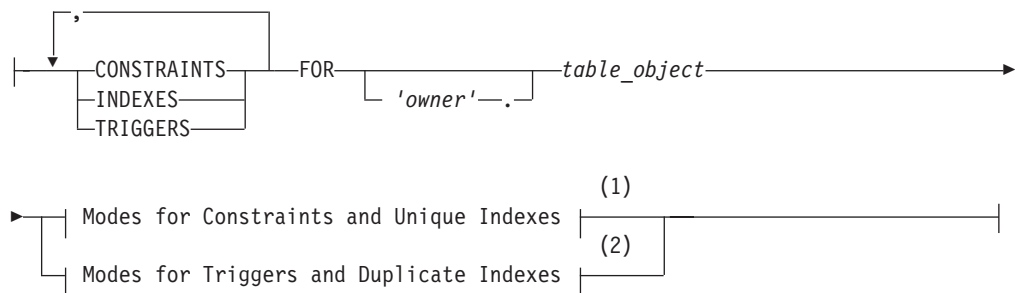 ,
CONSTRAINTS FOR table_object
INDEXES 'owner' .
TRIGGERS
(1)
Modes for Constraints and Unique Indexes
(2)
Modes for Triggers and Duplicate Indexes